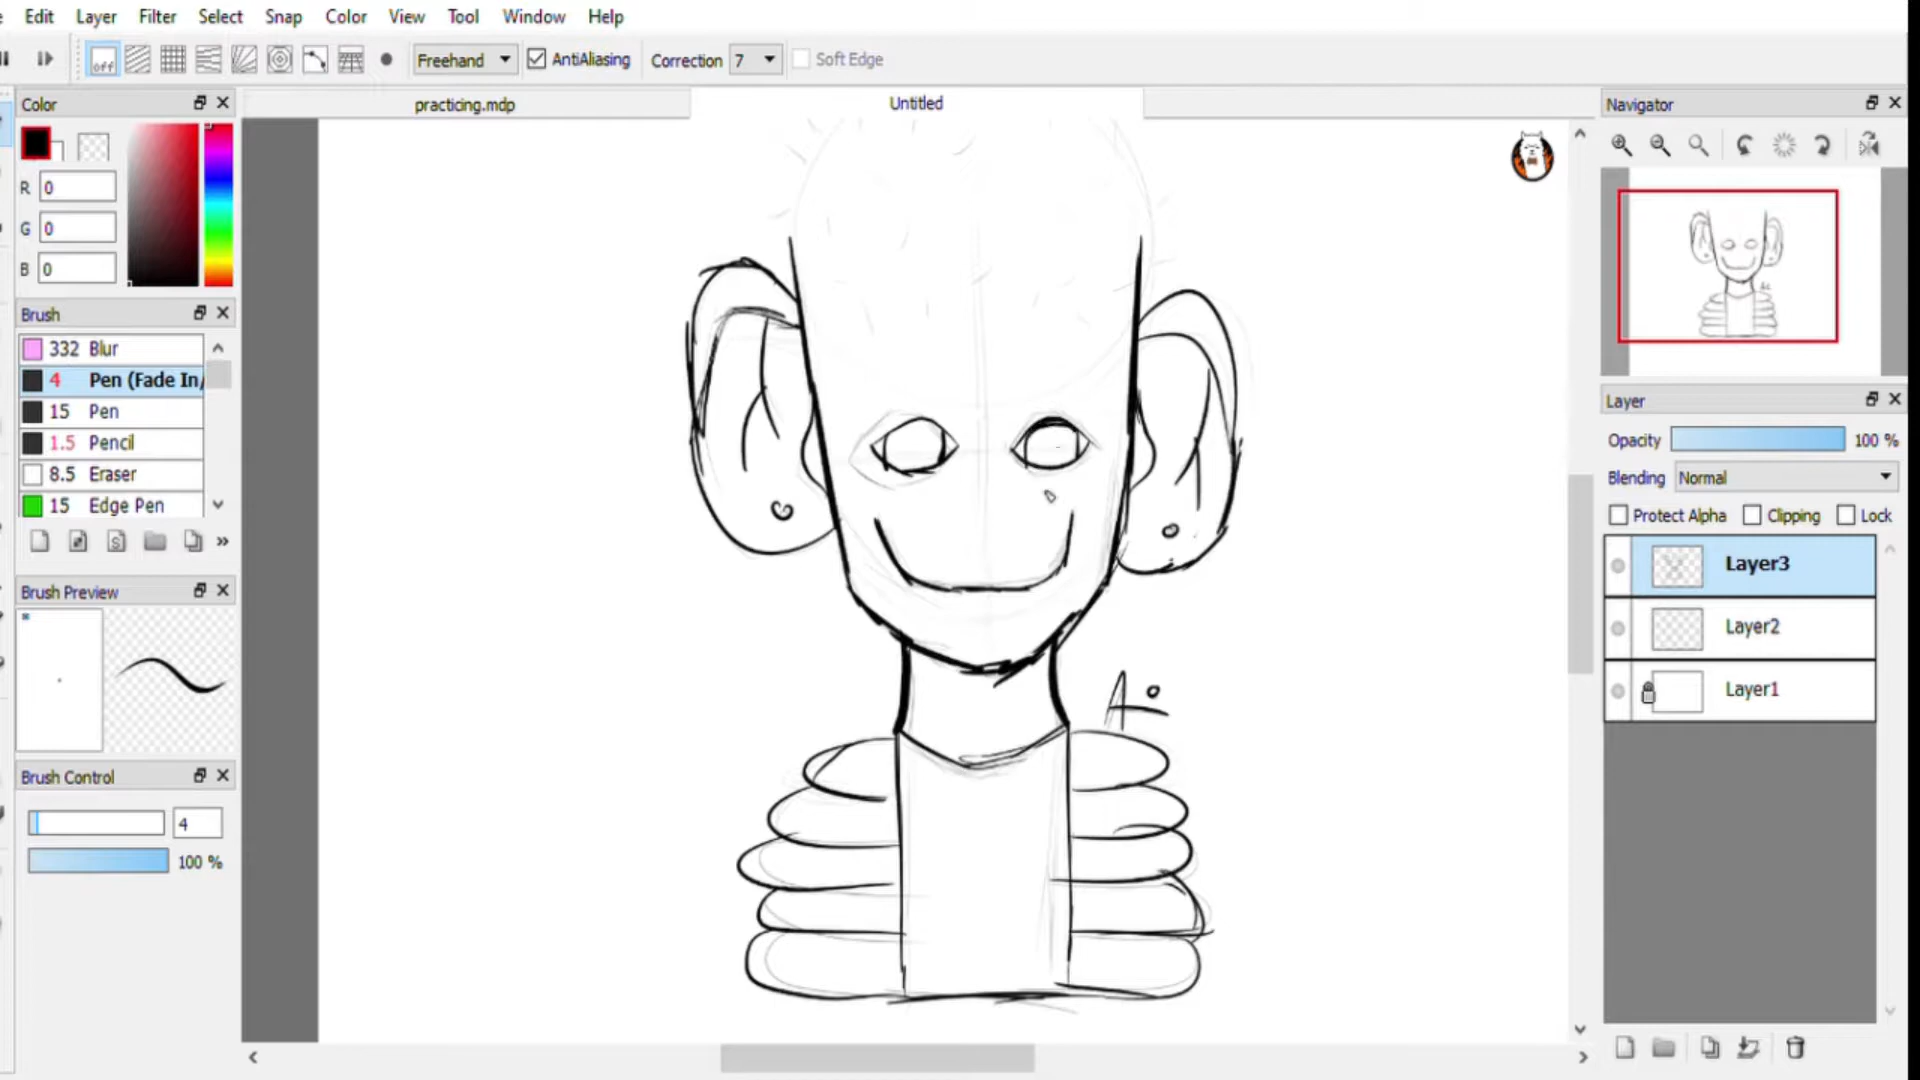 Edit Layer Filter Select Snap Color View Tool Window Help
off Freehand AntiAliasing Correction 7 Soft Edge
Color
practicing.mdp
Untitled
Navigator
R 0
G 0
B 0
Brush
332 Blur
4 Pen (Fade In/
15 Pen
1.5 Pencil
8.5 Eraser
15 Edge Pen
Brush Preview
Brush Control
4
100 %
Layer
Opacity 100 %
Blending Normal
Protect Alpha Clipping Lock
Layer3
Layer2
Layer1